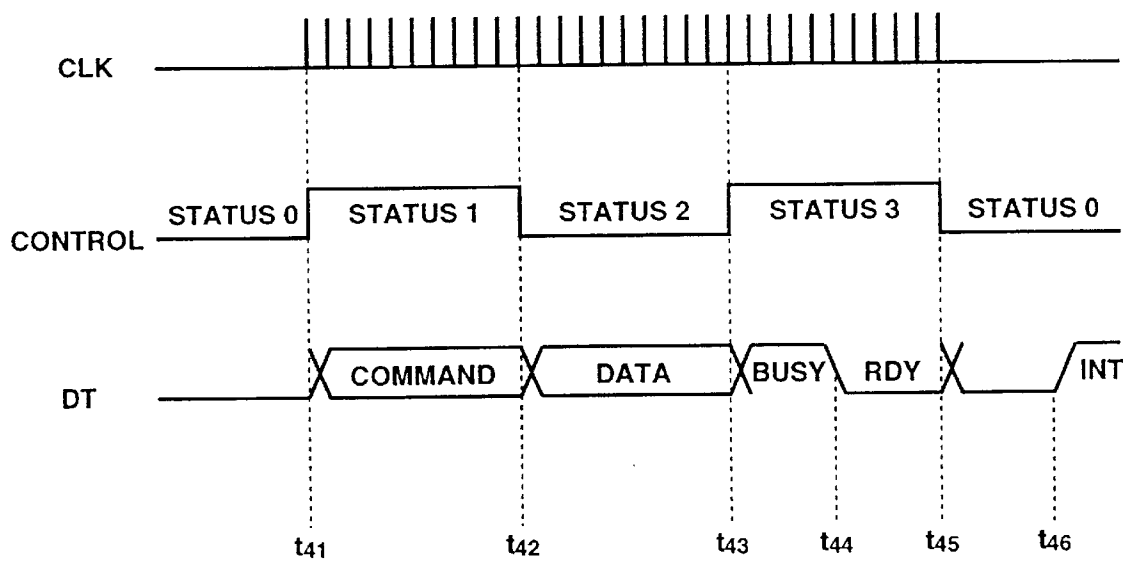 CLK
STATUS 0 STATUS 1 STATUS 2 STATUS 3 STATUS 0
CONTROL
COMMAND DATA BUSY RDY INT
DT
t41 t42 t43 t44 t45 t46